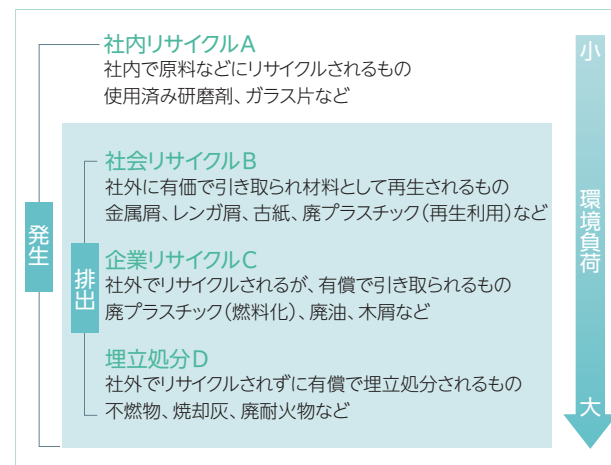 社内リサイクルA
社内で原料などにリサイクルされるもの
使用済み研磨剤、ガラス片など
社会リサイクルB
社外に有価で引き取られ材料として再生されるもの
金属屑、レンガ屑、古紙、廃プラスチック(再生利用)など
企業リサイクルC
社外でリサイクルされるが、有償で引き取られるもの
廃プラスチック(燃料化)、廃油、木屑など
埋立処分D
社外でリサイクルされずに有償で埋立処分されるもの
不燃物、焼却灰、廃耐火物など
発生
排出
小
環境負荷
大